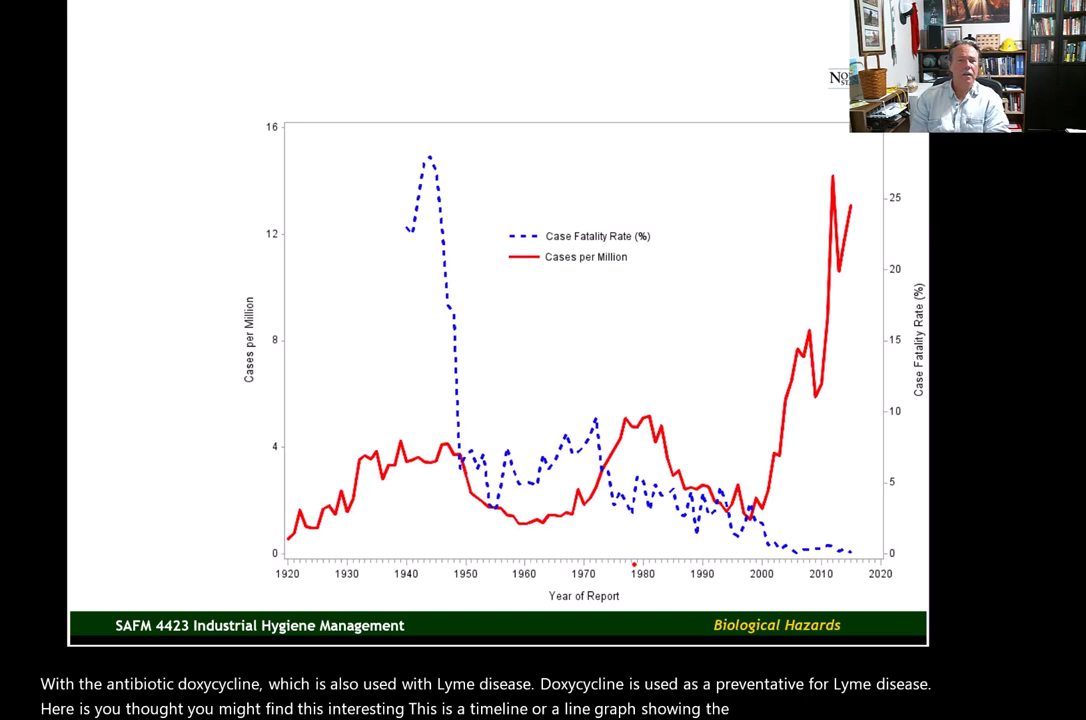 No
16
12
8
4
0
Cases per Million
Case Fatality Rate (%)
Cases per Million
25
20
15
10
5
0
Case Fatality Rate (%)
1920 1930 1940 1950 1960 1970 1980 1990 2000 2010 2020
Year of Report
SAFM 4423 Industrial Hygiene Management
Biological Hazards
With the antibiotic doxycycline, which is also used with Lyme disease. Doxycycline is used as a preventative for Lyme disease.
Here is you thought you might find this interesting This is a timeline or a line graph showing the